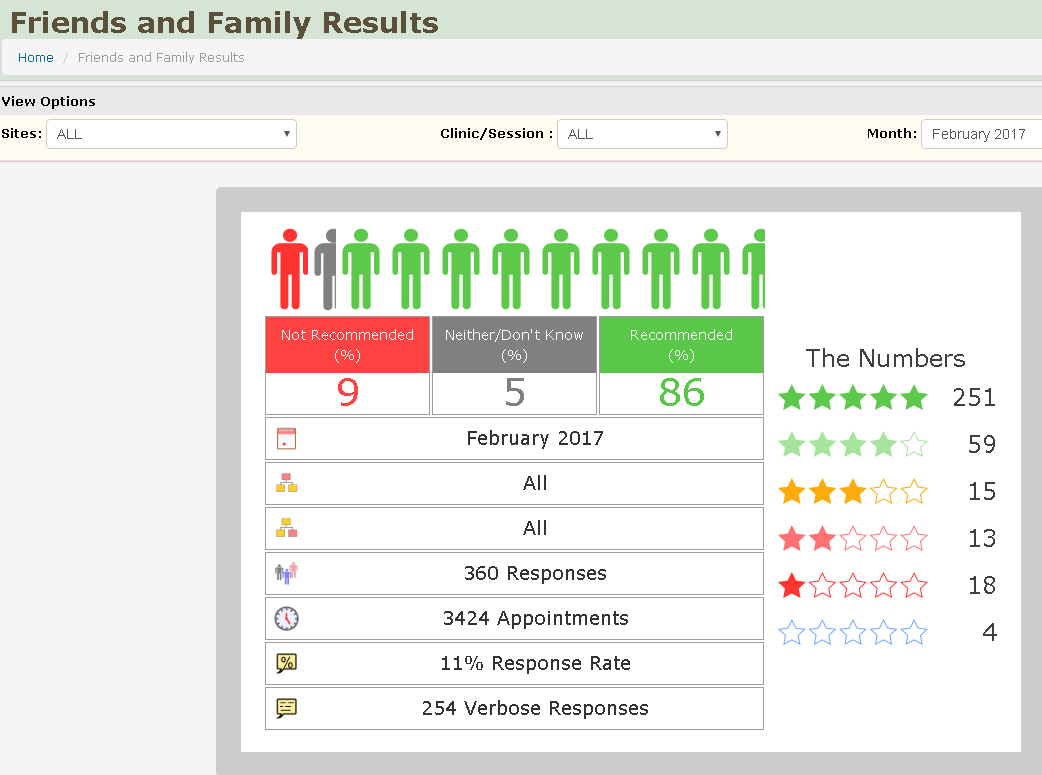 Friends and Family Results
Home / Friends and Family Results
View Options
Sites: ALL Clinic/Session : ALL Month: February 2017
Not Recommended
(%)
Neither/Don't Know
(%)
Recommended
(%)
9 5 86
February 2017
All
All
360 Responses
3424 Appointments
11% Response Rate
254 Verbose Responses
The Numbers
251
59
15
13
18
4